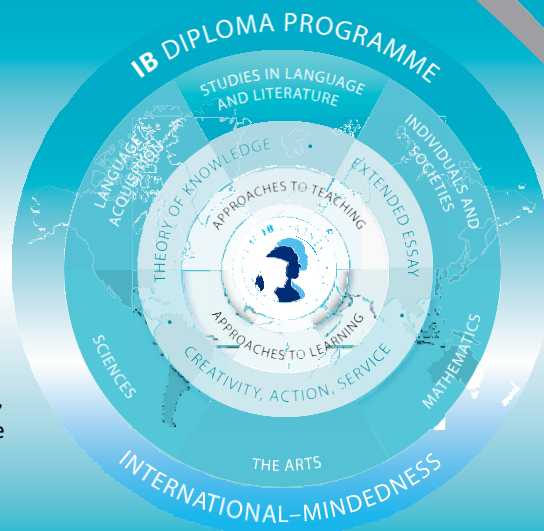 IB DIPLOMA PROGRAMME
STUDIES IN LANGUAGE
AND LITERATURE
LANGUAGE
ACQUISITION
INDIVIDUALS AND
SOCIETIES
THEORY OF KNOWLEDGE
EXTENDED ESSAY
APPROACHES TO TEACHING
APPROACHES TO LEARNING
CREATIVITY, ACTION, SERVICE
SCIENCES
MATHEMATICS
THE ARTS
INTERNATIONAL–MINDEDNESS